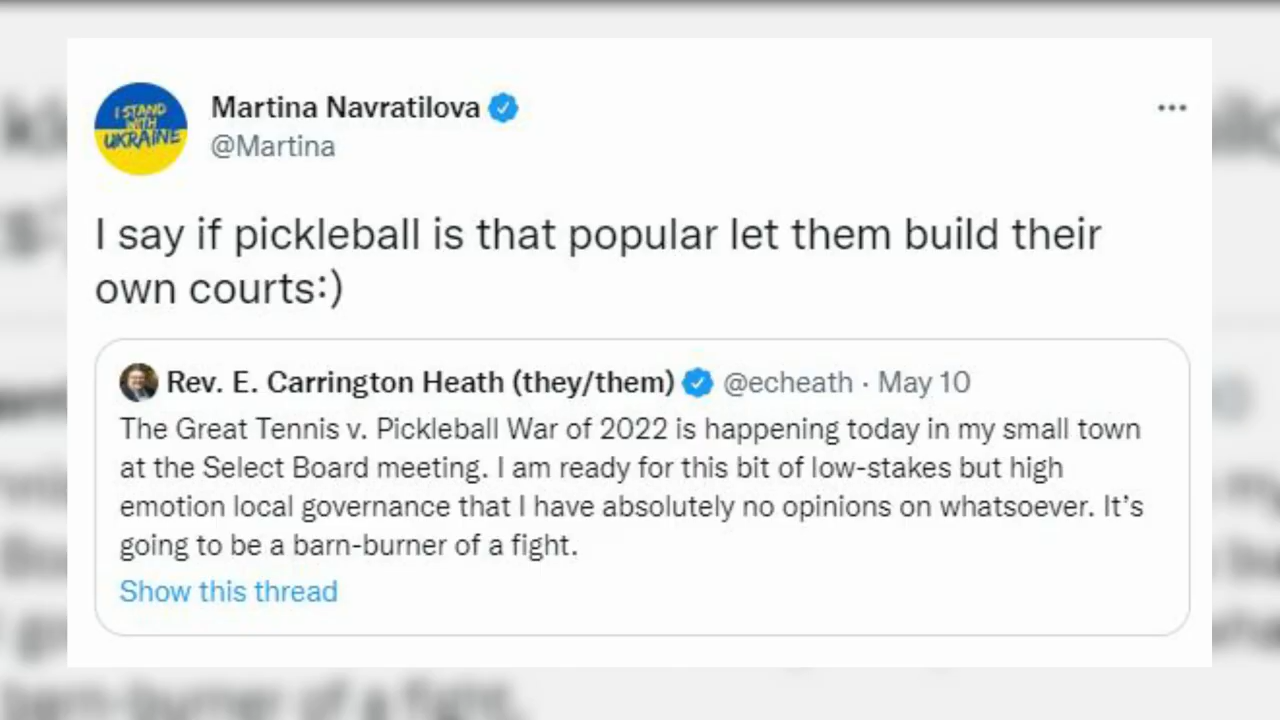 I STAND
WITH
UKRAINE
Martina Navratilova
@Martina
I say if pickleball is that popular let them build their
own courts:)
Rev. E. Carrington Heath (they/them) @echeath · May 10
The Great Tennis v. Pickleball War of 2022 is happening today in my small town
at the Select Board meeting. I am ready for this bit of low-stakes but high
emotion local governance that I have absolutely no opinions on whatsoever. It's
going to be a barn-burner of a fight.
Show this thread
barn-burner of a fight.